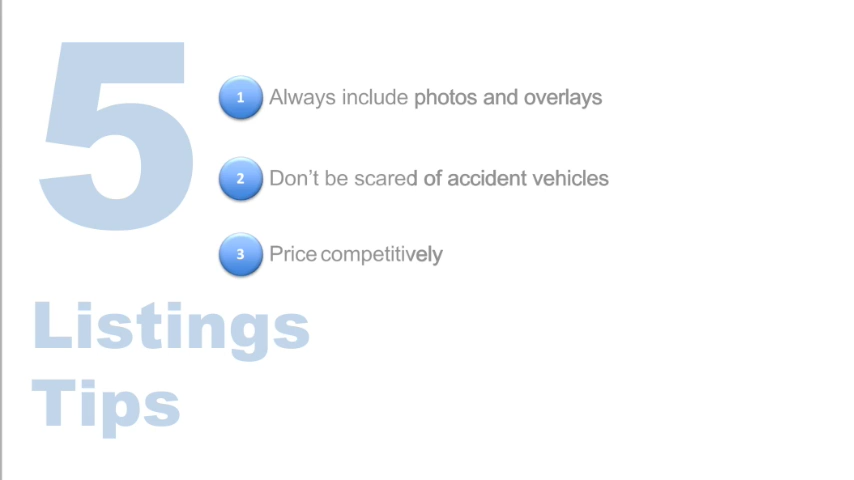 5
1 Always include photos and overlays
2 Don't be scared of accident vehicles
3 Price competitively
Listings
Tips